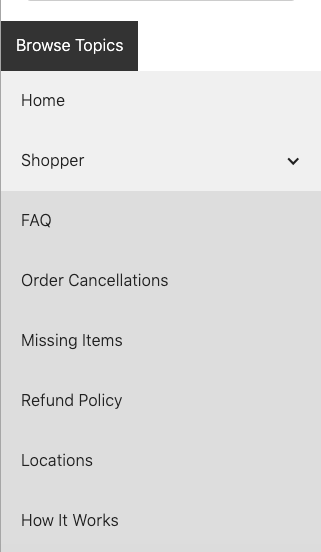 Browse Topics
Home
Shopper
FAQ
Order Cancellations
Missing Items
Refund Policy
Locations
How It Works